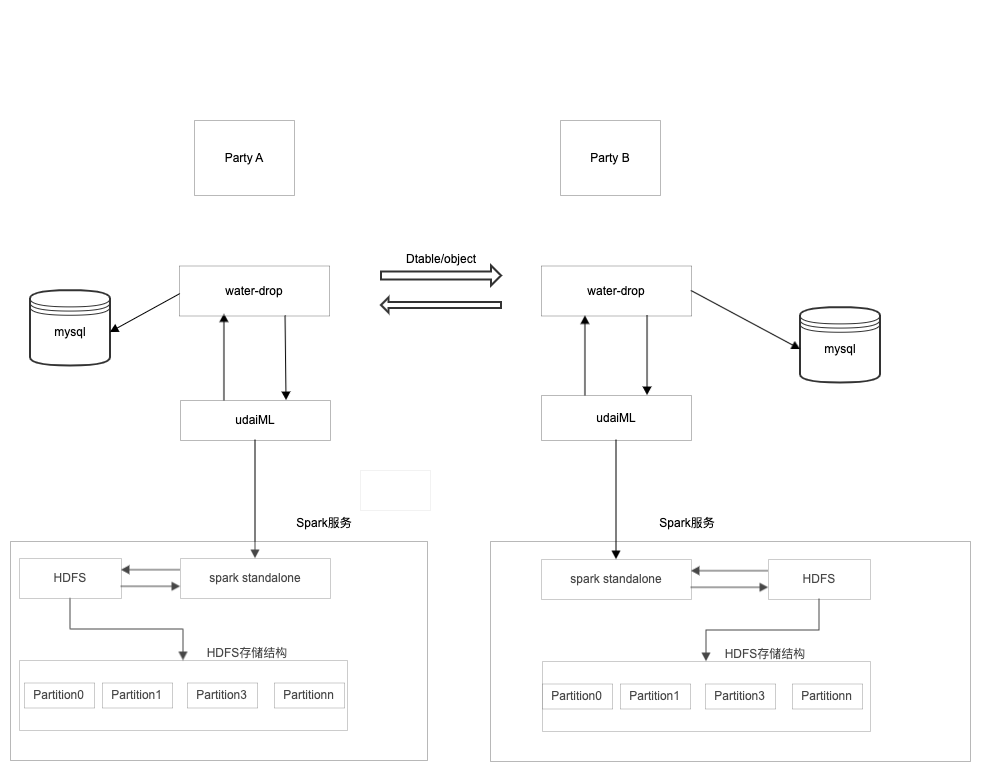 Party A
Party B
Dtable/object
water-drop
water-drop
mysql
mysql
udaiML
udaiML
Spark服务
Spark服务
HDFS
spark standalone
spark standalone
HDFS
HDFS存储结构
HDFS存储结构
Partition0
Partition1
Partition3
Partitionn
Partition0
Partition1
Partition3
Partitionn